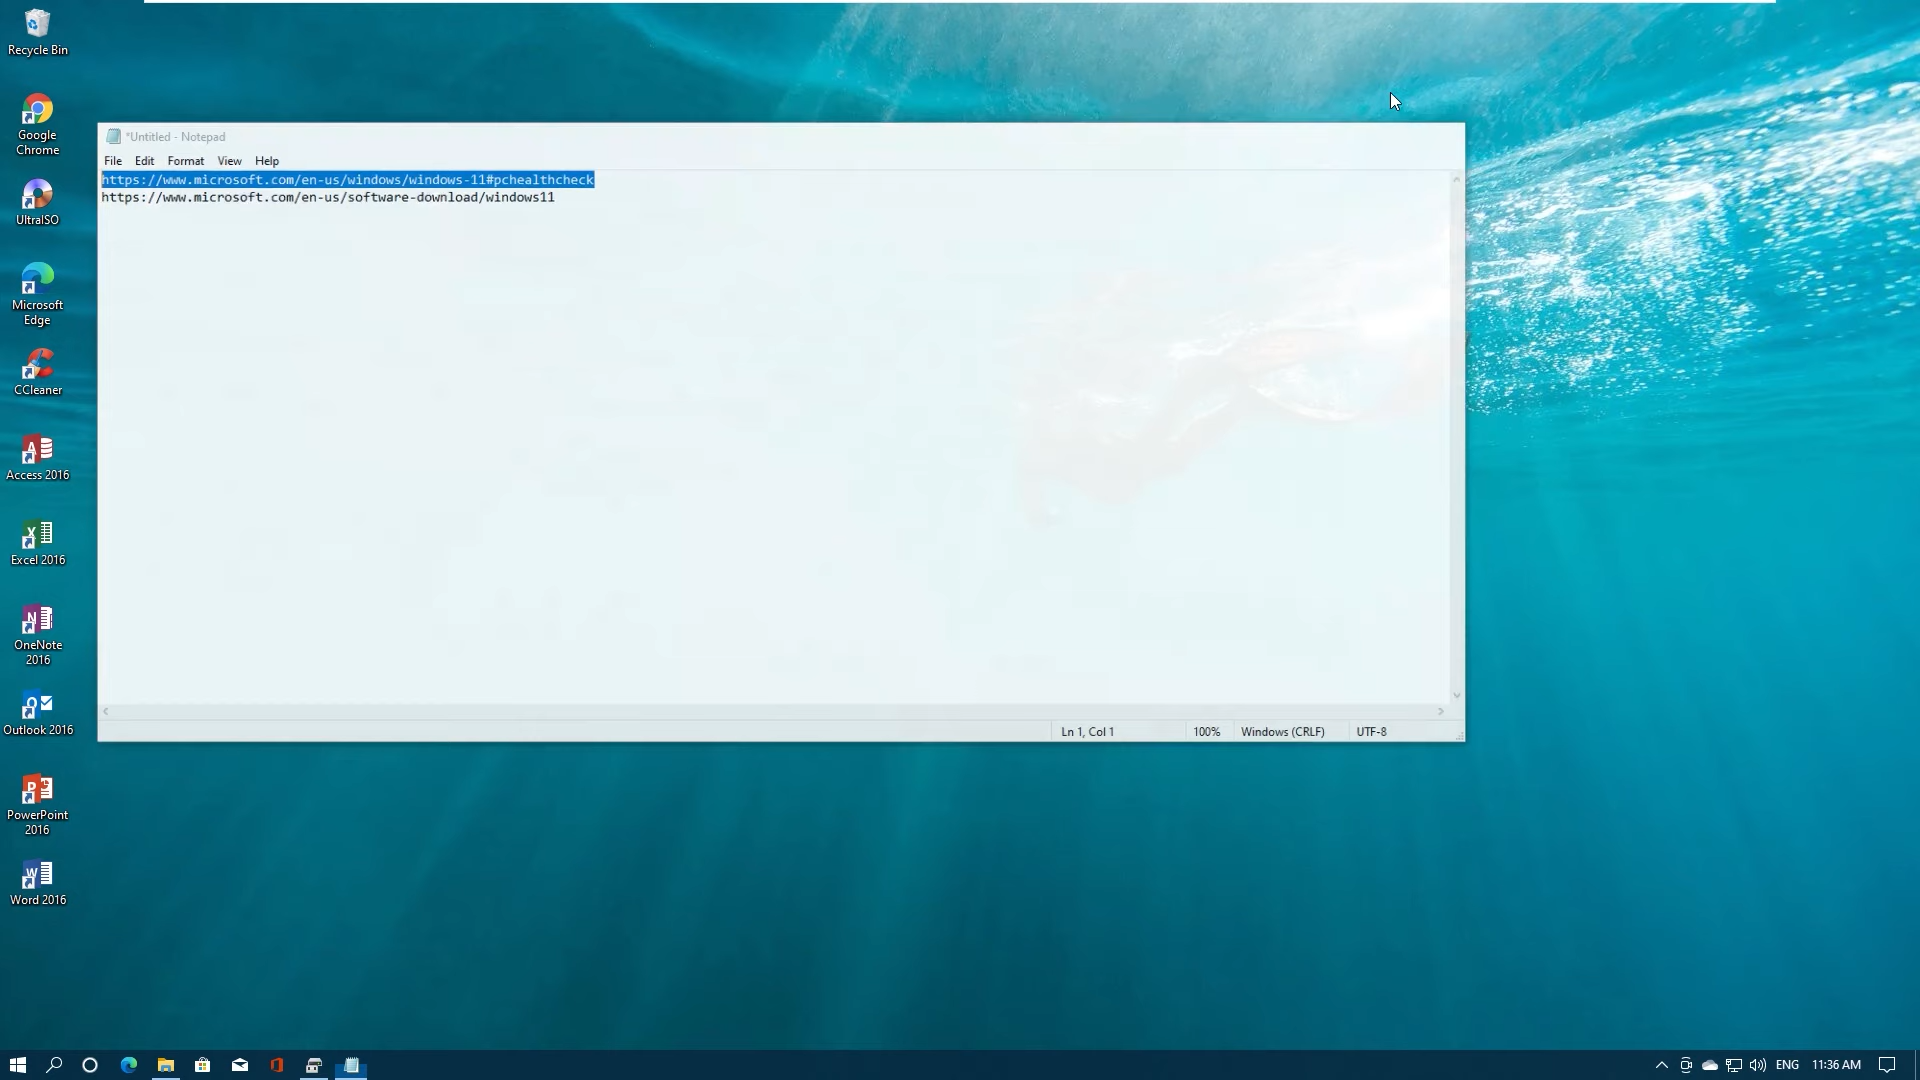 Recycle Bin
Google
Chrome
UltraISO
Microsoft
Edge
CCleaner
Access 2016
Excel 2016
OneNote
2016
Outlook 2016
PowerPoint
2016
Word 2016
*Untitled - Notepad
File Edit Format View Help
https://www.microsoft.com/en-us/windows/windows-11#pchealthcheck
https://www.microsoft.com/en-us/software-download/windows11
Ln 1, Col 1 100% Windows (CRLF) UTF-8
ENG 11:36 AM